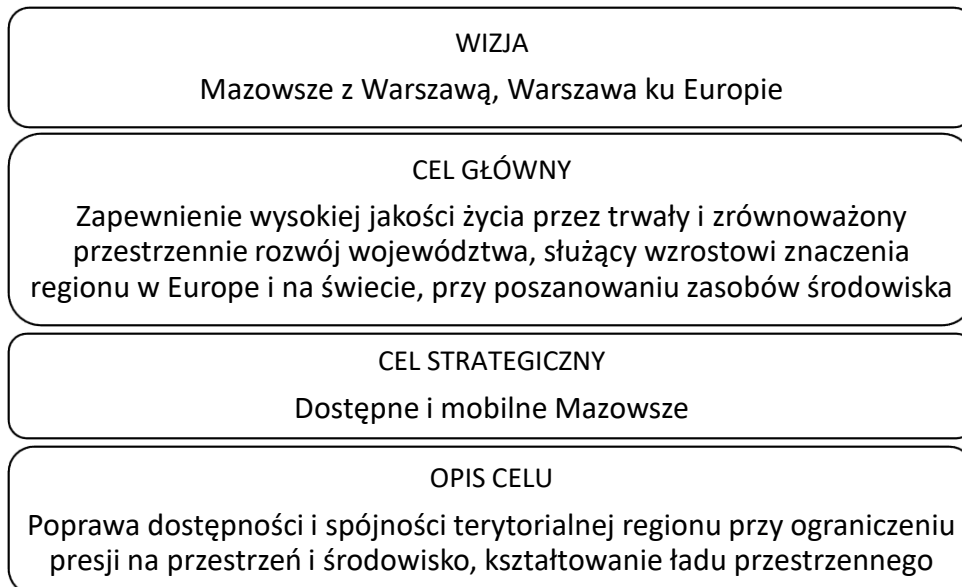 WIZJA
Mazowsze z Warszawą, Warszawa ku Europie
CEL GŁÓWNY
Zapewnienie wysokiej jakości życia przez trwały i zrównoważony
przestrzennie rozwój województwa, służący wzrostowi znaczenia
regionu w Europe i na świecie, przy poszanowaniu zasobów środowiska
CEL STRATEGICZNY
Dostępne i mobilne Mazowsze
OPIS CELU
Poprawa dostępności i spójności terytorialnej regionu przy ograniczeniu
presji na przestrzeń i środowisko, kształtowanie ładu przestrzennego